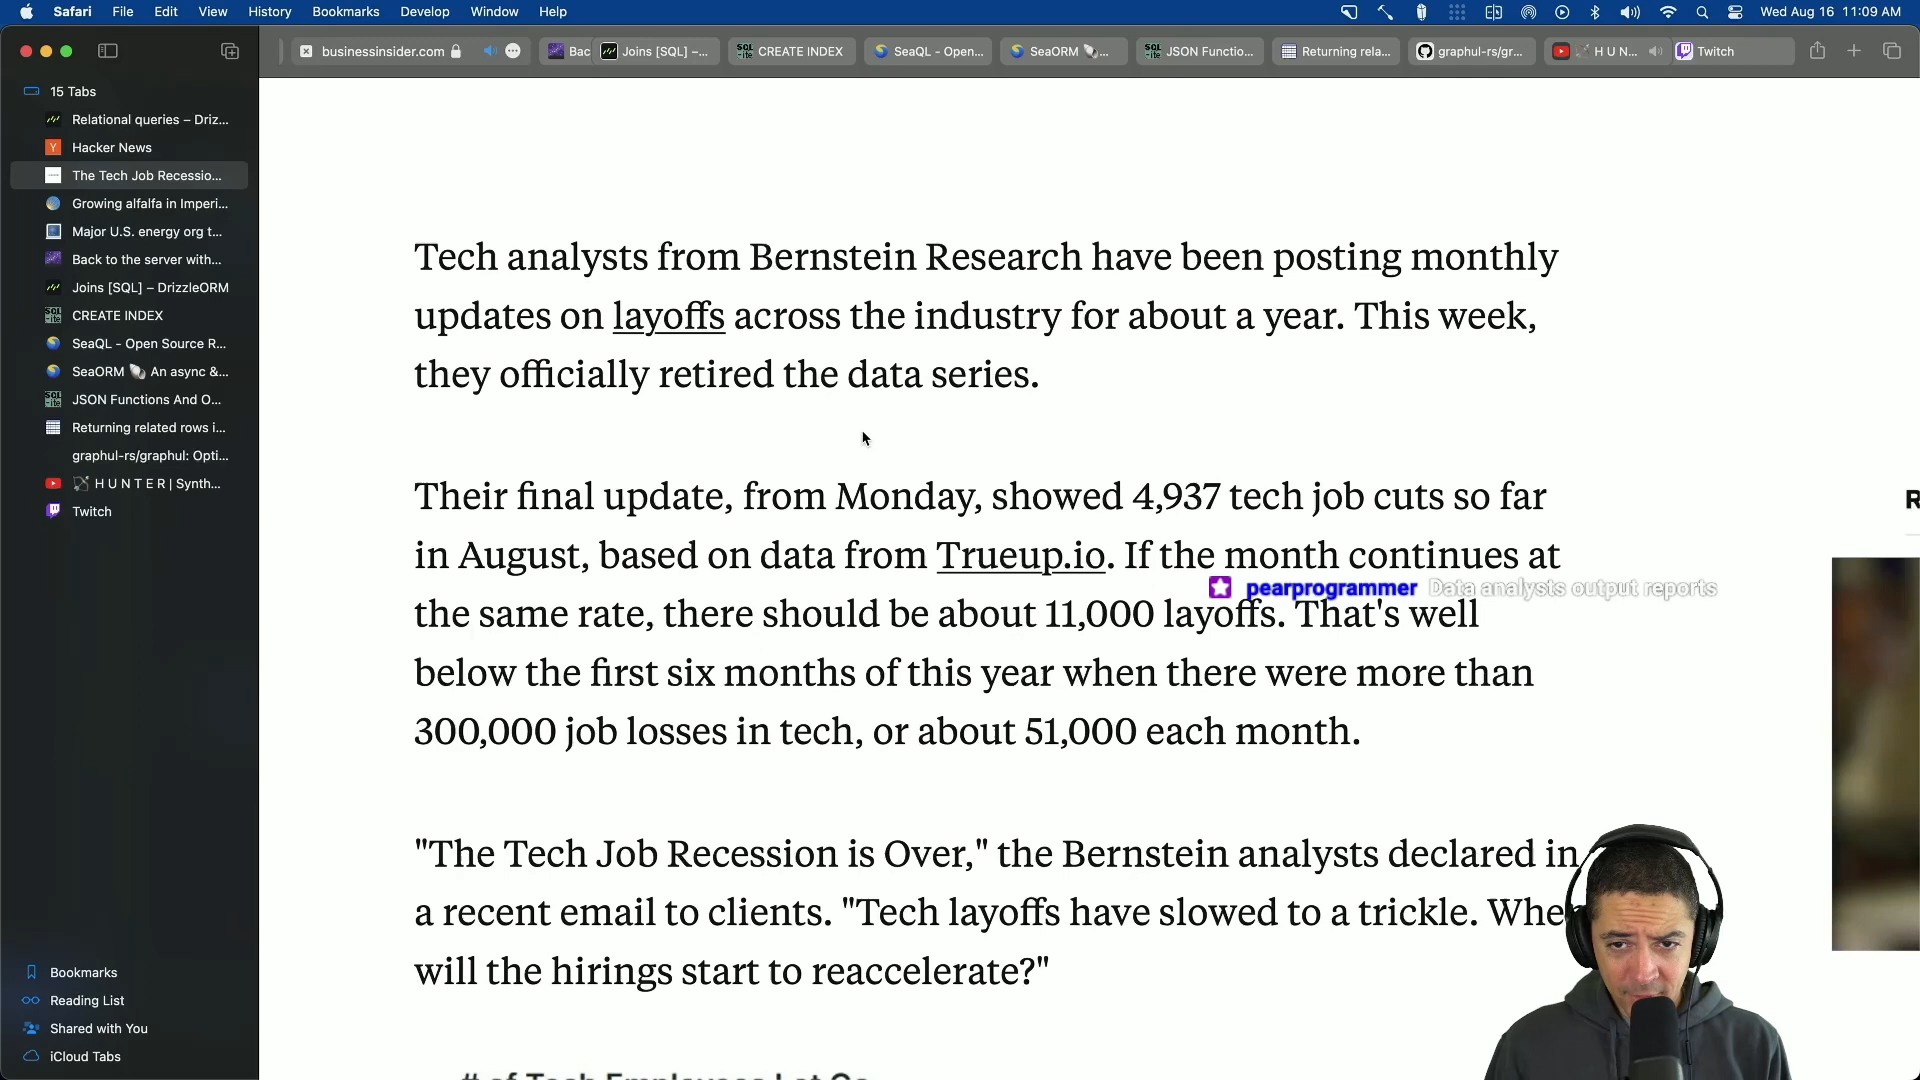 Safari File Edit View History Bookmarks Develop Window Help
Wed Aug 16 11:09 AM
businessinsider.com
Bac
Joins [SQL] –...
CREATE INDEX
SeaQL - Open...
SeaORM 🐚...
JSON Functio...
Returning rela...
graphul-rs/gr...
H U N...
Twitch
15 Tabs
Relational queries – Driz...
Hacker News
The Tech Job Recessio...
Growing alfalfa in Imperi...
Major U.S. energy org t...
Back to the server with...
Joins [SQL] – DrizzleORM
CREATE INDEX
SeaQL - Open Source R...
SeaORM 🐚 An async &...
JSON Functions And O...
Returning related rows i...
graphul-rs/graphul: Opti...
H U N T E R | Synth...
Twitch
Bookmarks
Reading List
Shared with You
iCloud Tabs
Tech analysts from Bernstein Research have been posting monthly
updates on layoffs across the industry for about a year. This week,
they officially retired the data series.
Their final update, from Monday, showed 4,937 tech job cuts so far
in August, based on data from Trueup.io. If the month continues at
pearprogrammer Data analysts output reports
the same rate, there should be about 11,000 layoffs. That's well
below the first six months of this year when there were more than
300,000 job losses in tech, or about 51,000 each month.
"The Tech Job Recession is Over," the Bernstein analysts declared in
a recent email to clients. "Tech layoffs have slowed to a trickle. Whe
will the hirings start to reaccelerate?"
# of Tech Employees Let Go
R